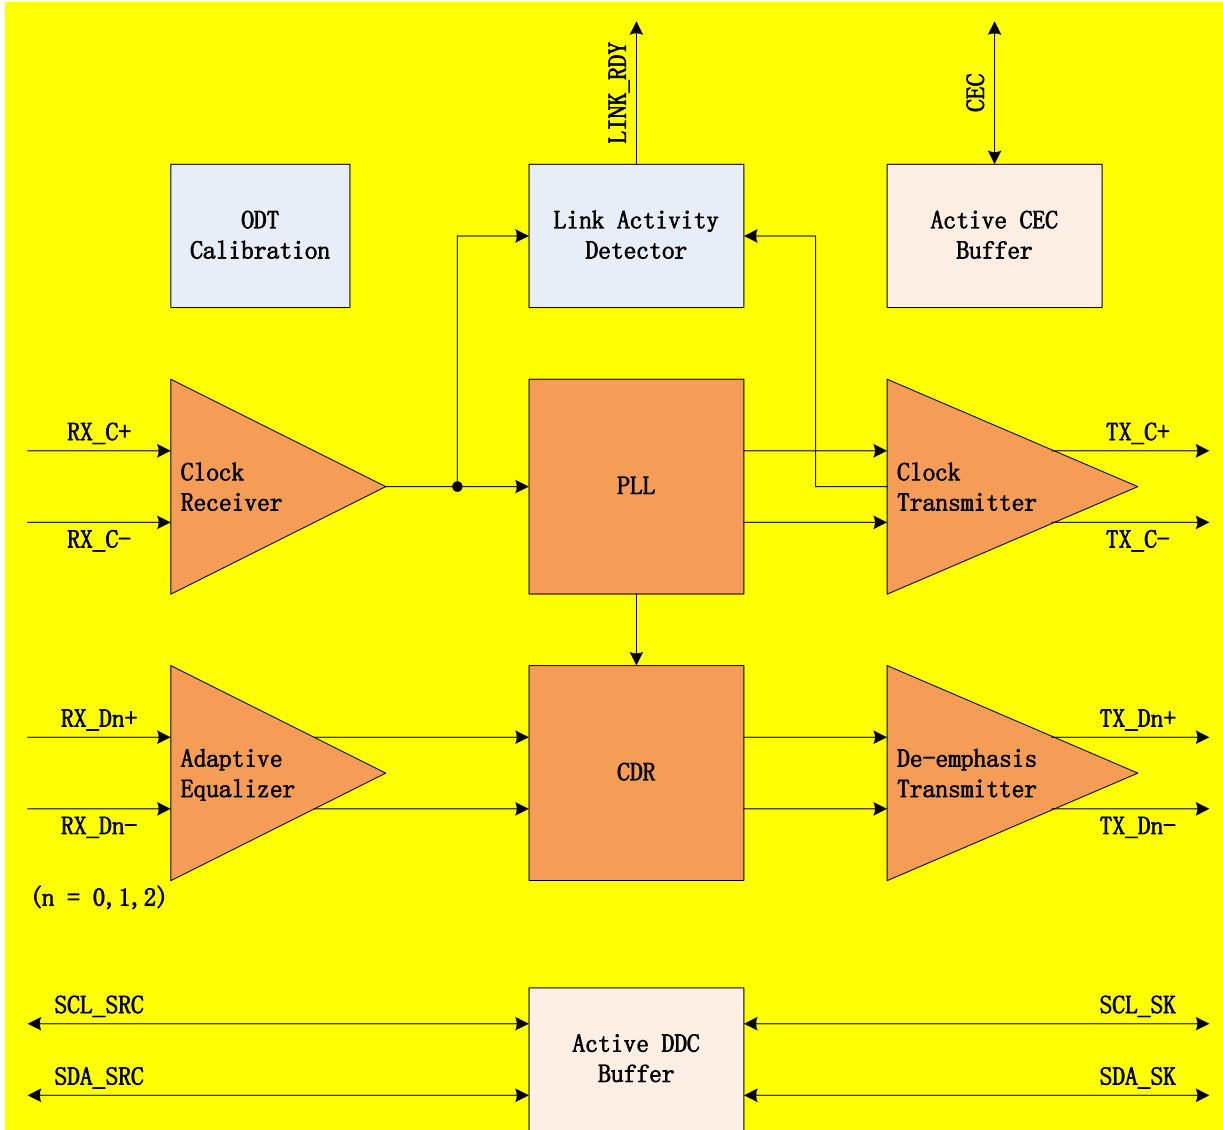 LINK_RDY
CEC
ODT
Calibration
Link Activity
Detector
Active CEC
Buffer
RX_C+
RX_C-
Clock
Receiver
PLL
Clock
Transmitter
TX_C+
TX_C-
RX_Dn+
RX_Dn-
Adaptive
Equalizer
CDR
De-emphasis
Transmitter
TX_Dn+
TX_Dn-
(n = 0,1,2)
SCL_SRC
SDA_SRC
Active DDC
Buffer
SCL_SK
SDA_SK